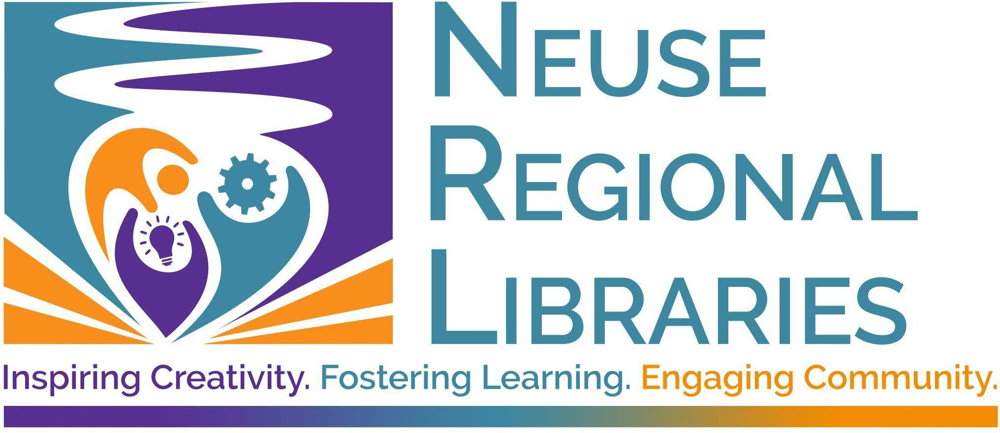 NEUSE
REGIONAL
LIBRARIES
Inspiring Creativity. Fostering Learning. Engaging Community.